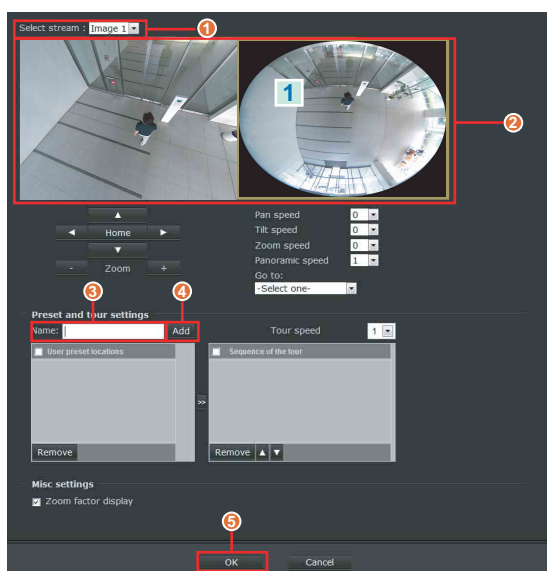 Select stream : Image 1
1
2
1
▲
◄ Home ►
▼
- Zoom +
Pan speed 0
Tilt speed 0
Zoom speed 0
Panoramic speed 1
Go to:
-Select one-
3
4
Preset and tour settings
Name: Add
Tour speed 1
User preset locations
Sequence of the tour
>>
Remove
Remove ▲ ▼
Misc settings
Zoom factor display
5
OK
Cancel